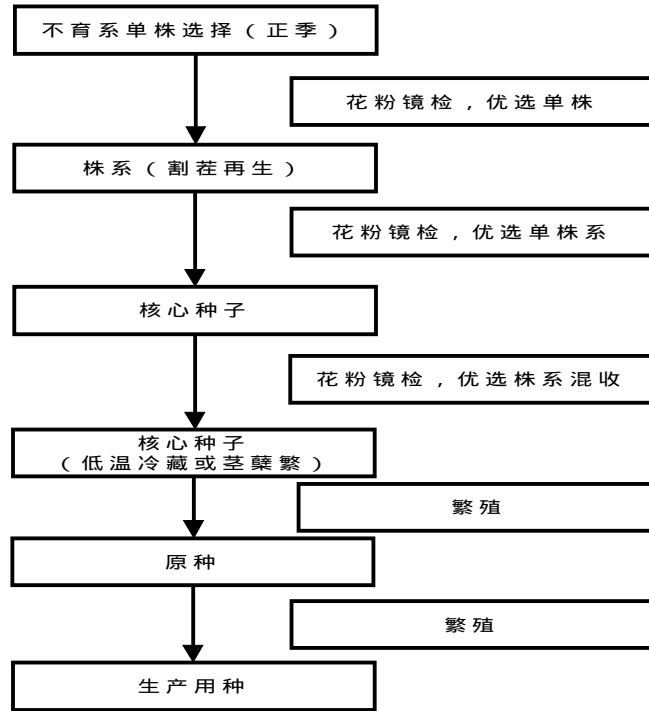 不育系单株选择（正季）
花粉镜检，优选单株
株系（割茬再生）
花粉镜检，优选单株系
核心种子
花粉镜检，优选株系混收
核心种子
（低温冷藏或茎蘖繁）
繁殖
原种
繁殖
生产用种